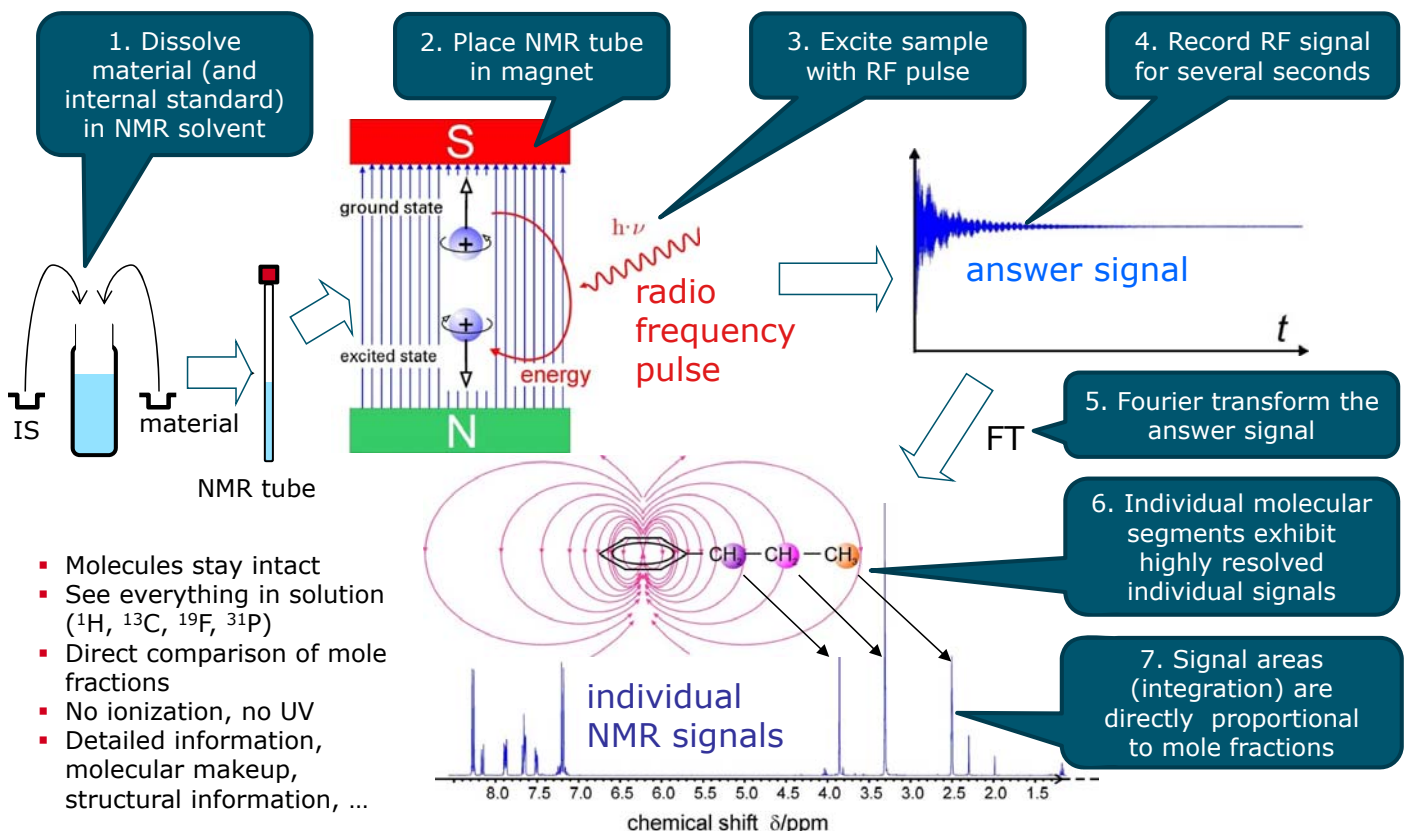 1. Dissolve
material (and
internal standard)
in NMR solvent
2. Place NMR tube
in magnet
3. Excite sample
with RF pulse
4. Record RF signal
for several seconds
S
ground state
+
+
excited state
energy
N
h·ν
radio
frequency
pulse
answer signal
t
IS
material
NMR tube
FT
5. Fourier transform the
answer signal
6. Individual molecular
segments exhibit
highly resolved
individual signals
7. Signal areas
(integration) are
directly proportional
to mole fractions
▪ Molecules stay intact
▪ See everything in solution
(¹H, ¹³C, ¹⁹F, ³¹P)
▪ Direct comparison of mole
fractions
▪ No ionization, no UV
▪ Detailed information,
molecular makeup,
structural information, …
CH₂ CH₂ CH₃
individual
NMR signals
8.0 7.5 7.0 6.5 6.0 5.5 5.0 4.5 4.0 3.5 3.0 2.5 2.0 1.5
chemical shift δ/ppm